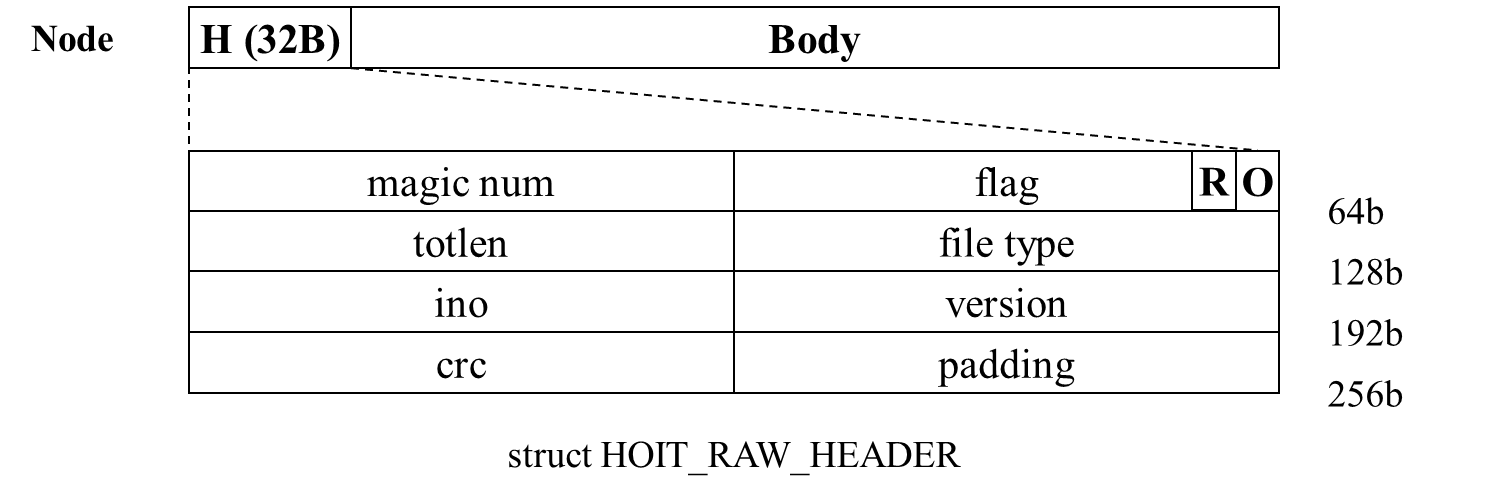 Node H (32B) Body
magic num flag R O
64b
totlen file type
128b
ino version
192b
crc padding
256b
struct HOIT_RAW_HEADER